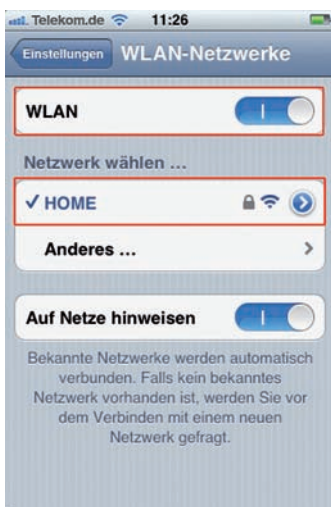 Telekom.de 11:26
Einstellungen WLAN-Netzwerke
WLAN
Netzwerk wählen ...
HOME
Anderes ...
Auf Netze hinweisen
Bekannte Netzwerke werden automatisch
verbunden. Falls kein bekanntes
Netzwerk vorhanden ist, werden Sie vor
dem Verbinden mit einem neuen
Netzwerk gefragt.